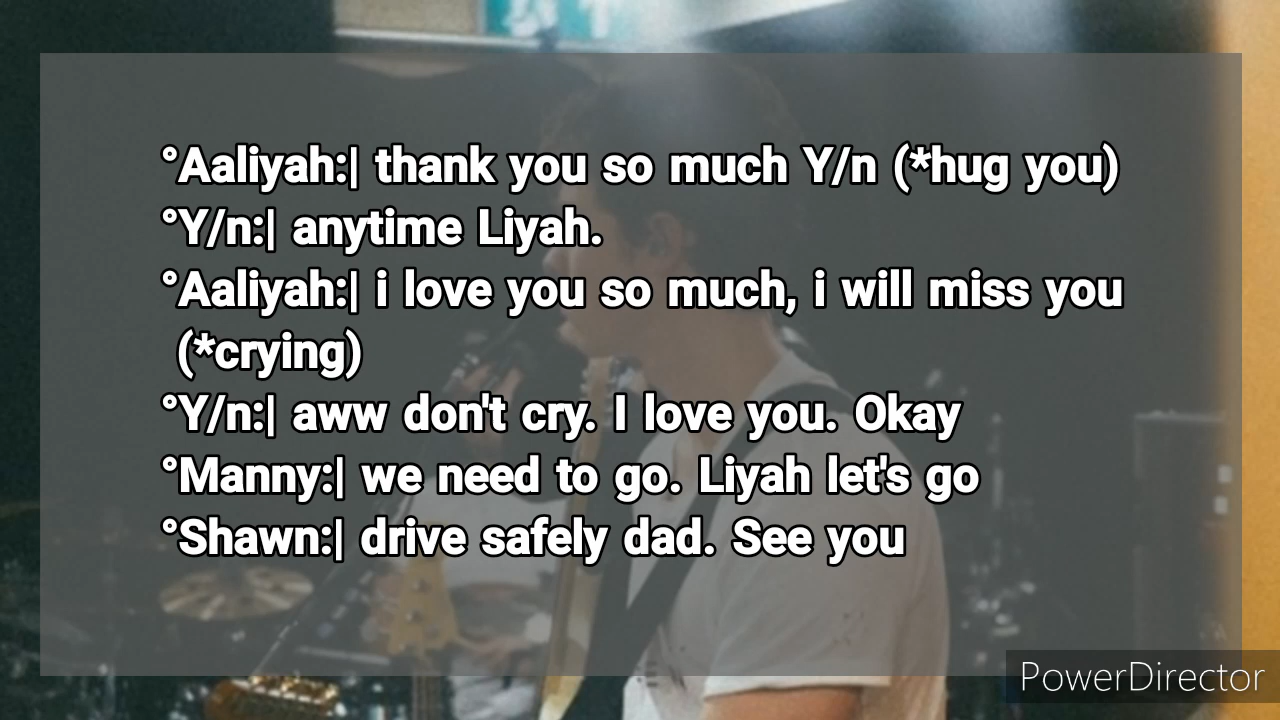 °Aaliyah:| thank you so much Y/n (*hug you)
°Y/n:| anytime Liyah.
°Aaliyah:| i love you so much, i will miss you
(*crying)
°Y/n:| aww don't cry. I love you. Okay
°Manny:| we need to go. Liyah let's go
°Shawn:| drive safely dad. See you
PowerDirector